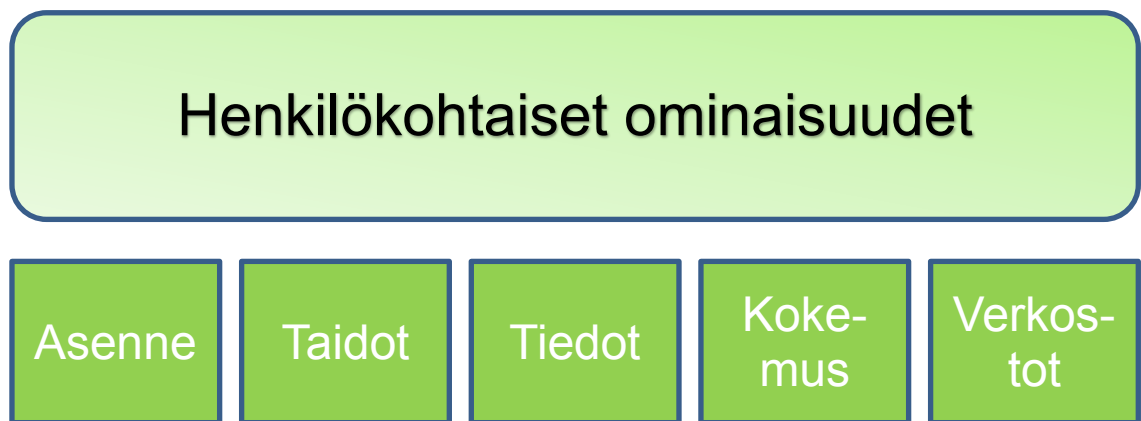 Henkilökohtaiset ominaisuudet
Asenne
Taidot
Tiedot
Koke-
mus
Verkos-
tot